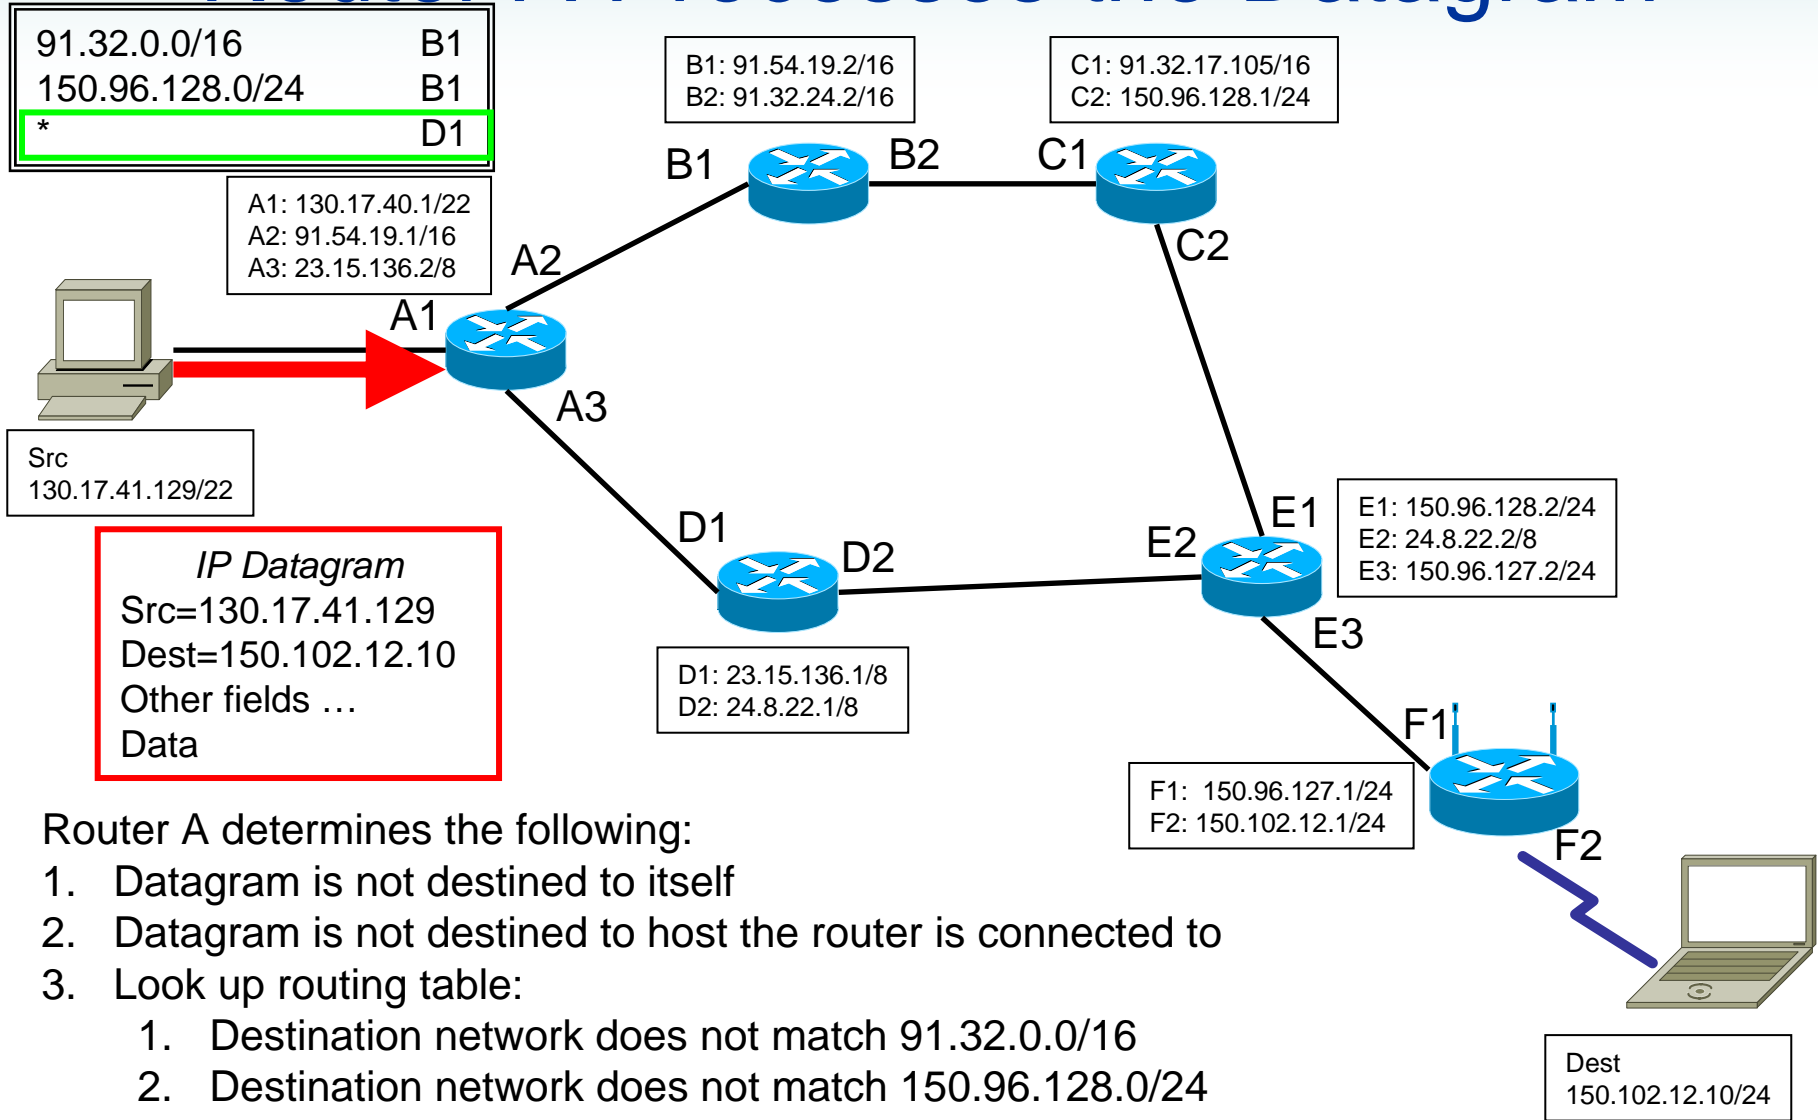 Router A Processes the Datagram
91.32.0.0/16 B1
150.96.128.0/24 B1
* D1
B1: 91.54.19.2/16
B2: 91.32.24.2/16
C1: 91.32.17.105/16
C2: 150.96.128.1/24
B1
B2
C1
A1: 130.17.40.1/22
A2: 91.54.19.1/16
A3: 23.15.136.2/8
A2
C2
A1
A3
Src
130.17.41.129/22
E1: 150.96.128.2/24
E2: 24.8.22.2/8
E3: 150.96.127.2/24
D1
D2
E2
E1
IP Datagram
Src=130.17.41.129
Dest=150.102.12.10
Other fields …
Data
E3
D1: 23.15.136.1/8
D2: 24.8.22.1/8
F1
F1: 150.96.127.1/24
F2: 150.102.12.1/24
F2
Router A determines the following:
1. Datagram is not destined to itself
2. Datagram is not destined to host the router is connected to
3. Look up routing table:
1. Destination network does not match 91.32.0.0/16
2. Destination network does not match 150.96.128.0/24
Dest
150.102.12.10/24